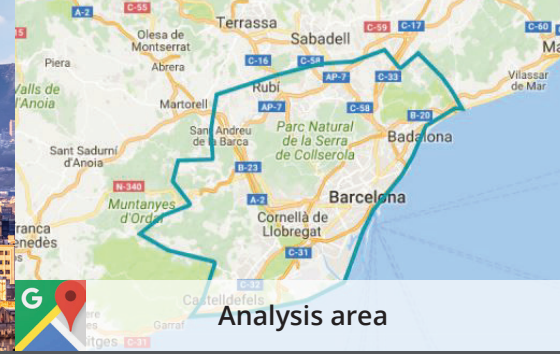 A-2
C-55
Terrassa
C-59
C-17
C-60
Olesa de
Montserrat
Sabadell
Piera
Abrera
C-16
C-58
AP-7
C-33
Vilassar
de Mar
Rubí
Martorell
AP-7
C-58
B-20
Sant Andreu
de la Barca
Parc Natural
de la Serra
de Collserola
Badalona
Sant Sadurní
d'Anoia
B-23
N-340
Muntanyes
d'Ordal
A-2
Barcelona
Cornellà de
Llobregat
C-31
C-32
Castelldefels
G
Analysis area
Garraf
C-31